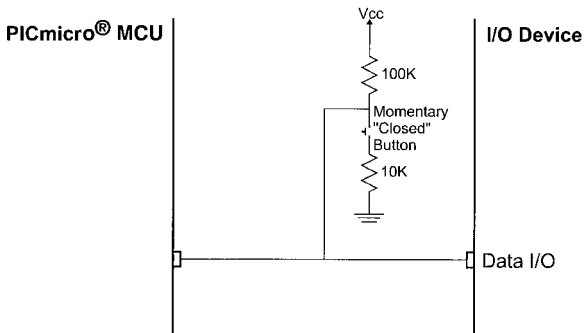 Vcc
PICmicro® MCU
I/O Device
100K
Momentary
"Closed"
Button
10K
Data I/O